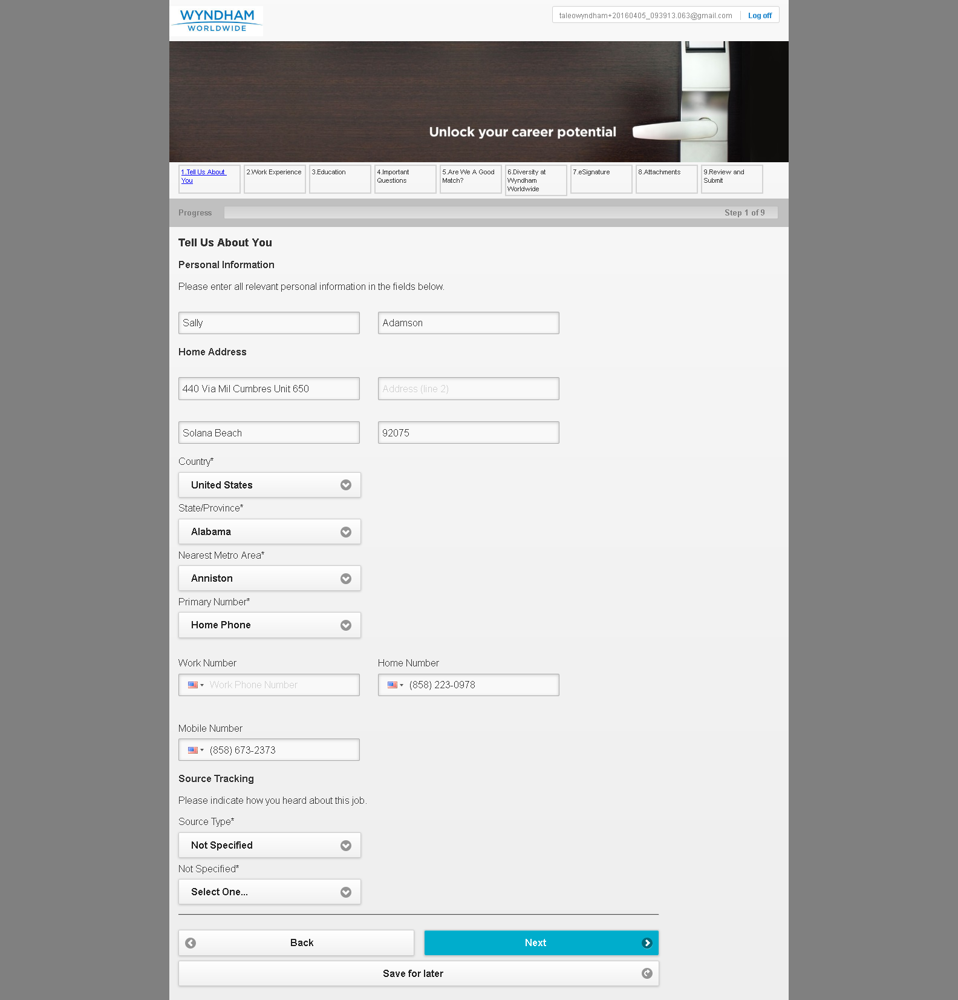 WYNDHAM
WORLDWIDE
taleowyndham+20160405_093913.063@gmail.com
Log off
Unlock your career potential
1.Tell Us About
You
2.Work Experience
3.Education
4.Important
Questions
5.Are We A Good
Match?
6.Diversity at
Wyndham
Worldwide
7.eSignature
8.Attachments
9.Review and
Submit
Progress
Step 1 of 9
Tell Us About You
Personal Information
Please enter all relevant personal information in the fields below.
Sally
Adamson
Home Address
440 Via Mil Cumbres Unit 650
Address (line 2)
Solana Beach
92075
Country*
United States
State/Province*
Alabama
Nearest Metro Area*
Anniston
Primary Number*
Home Phone
Work Number
Home Number
Work Phone Number
(858) 223-0978
Mobile Number
(858) 673-2373
Source Tracking
Please indicate how you heard about this job.
Source Type*
Not Specified
Not Specified*
Select One...
Back
Next
Save for later